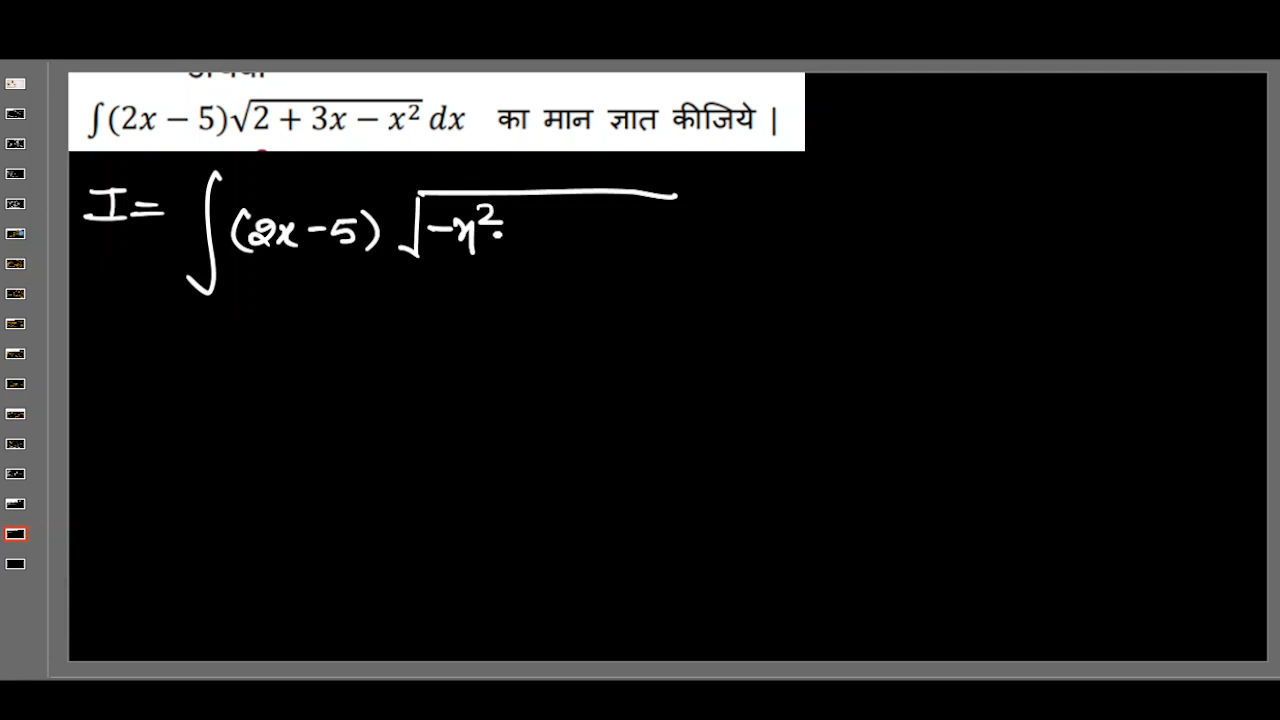 ∫(2x − 5)√(2 + 3x − x²) dx का मान ज्ञात कीजिये |
I = ∫(2x - 5) √(-x²